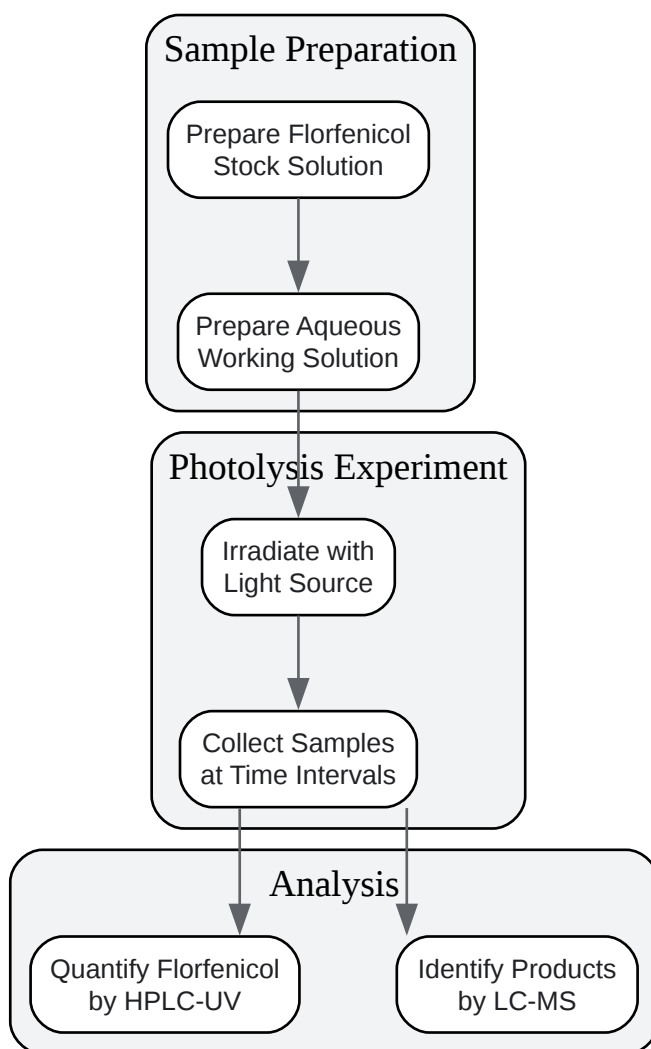 Sample Preparation
Prepare Florfenicol
Stock Solution
Prepare Aqueous
Working Solution
Photolysis Experiment
Irradiate with
Light Source
Collect Samples
at Time Intervals
Analysis
Quantify Florfenicol
by HPLC-UV
Identify Products
by LC-MS